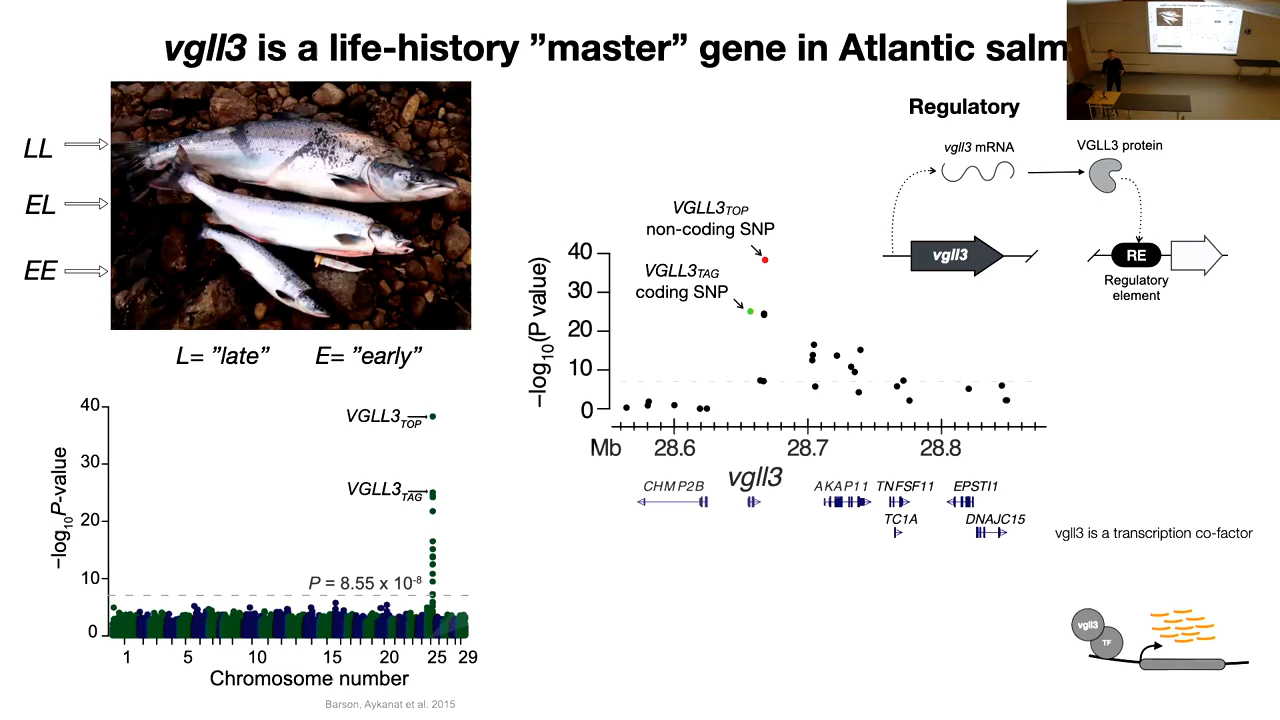 vgll3 is a life-history ”master” gene in Atlantic salm
LL
EL
EE
L= ”late” E= ”early”
40
30
20
10
0
−log10P-value
VGLL3TOP
VGLL3TAG
P = 8.55 x 10-8
1 5 10 15 20 25 29
Chromosome number
Barson, Aykanat et al. 2015
VGLL3TOP
non-coding SNP
VGLL3TAG
coding SNP
40
30
20
10
0
−log10(P value)
Mb 28.6 28.7 28.8
CHMP2B vgll3 AKAP11 TNFSF11 EPSTI1
TC1A DNAJC15
Regulatory
vgll3 mRNA
VGLL3 protein
vgll3
RE
Regulatory
element
vgll3 is a transcription co-factor
vgll3
TF